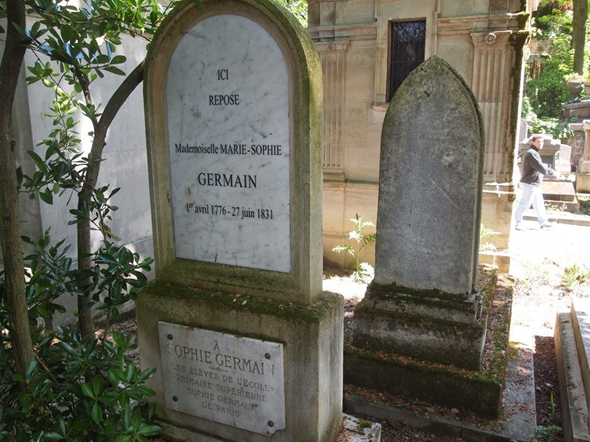 ICI
REPOSE
Mademoiselle MARIE-SOPHIE
GERMAIN
1er avril 1776 - 27 juin 1831
À
SOPHIE GERMAIN
LES ÉLÈVES DE L'ÉCOLE
PRIMAIRE SUPÉRIEURE
SOPHIE GERMAIN
DE PARIS